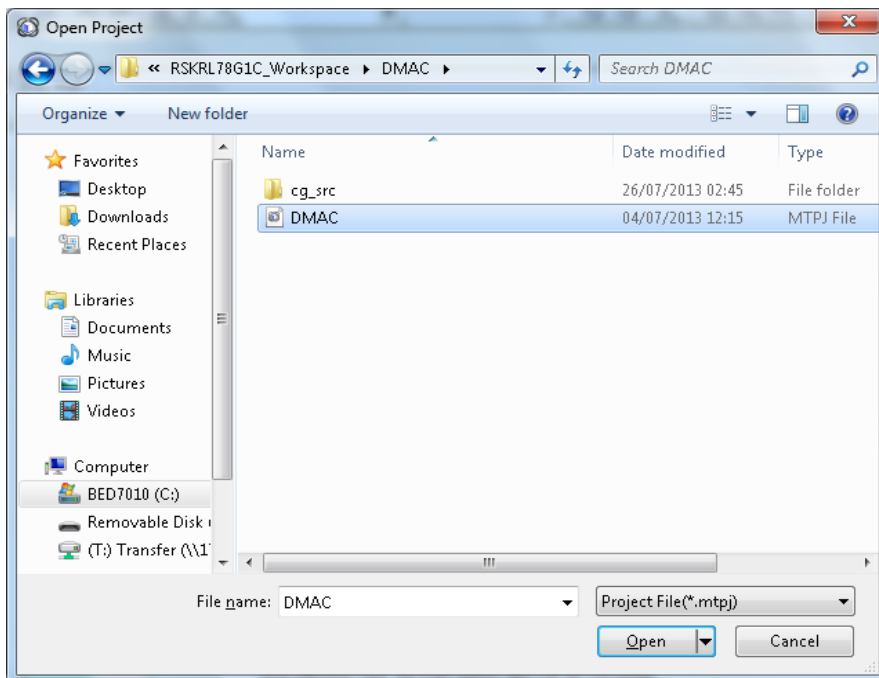 Open Project
« RSKRL78G1C_Workspace DMAC Search DMAC
Organize New folder
Name Date modified Type
cg_src 26/07/2013 02:45 File folder
DMAC 04/07/2013 12:15 MTPJ File
Favorites
Desktop
Downloads
Recent Places
Libraries
Documents
Music
Pictures
Videos
Computer
BED7010 (C:)
Removable Disk
(T:) Transfer (\\1
File name: DMAC Project File(*.mtpj)
Open Cancel